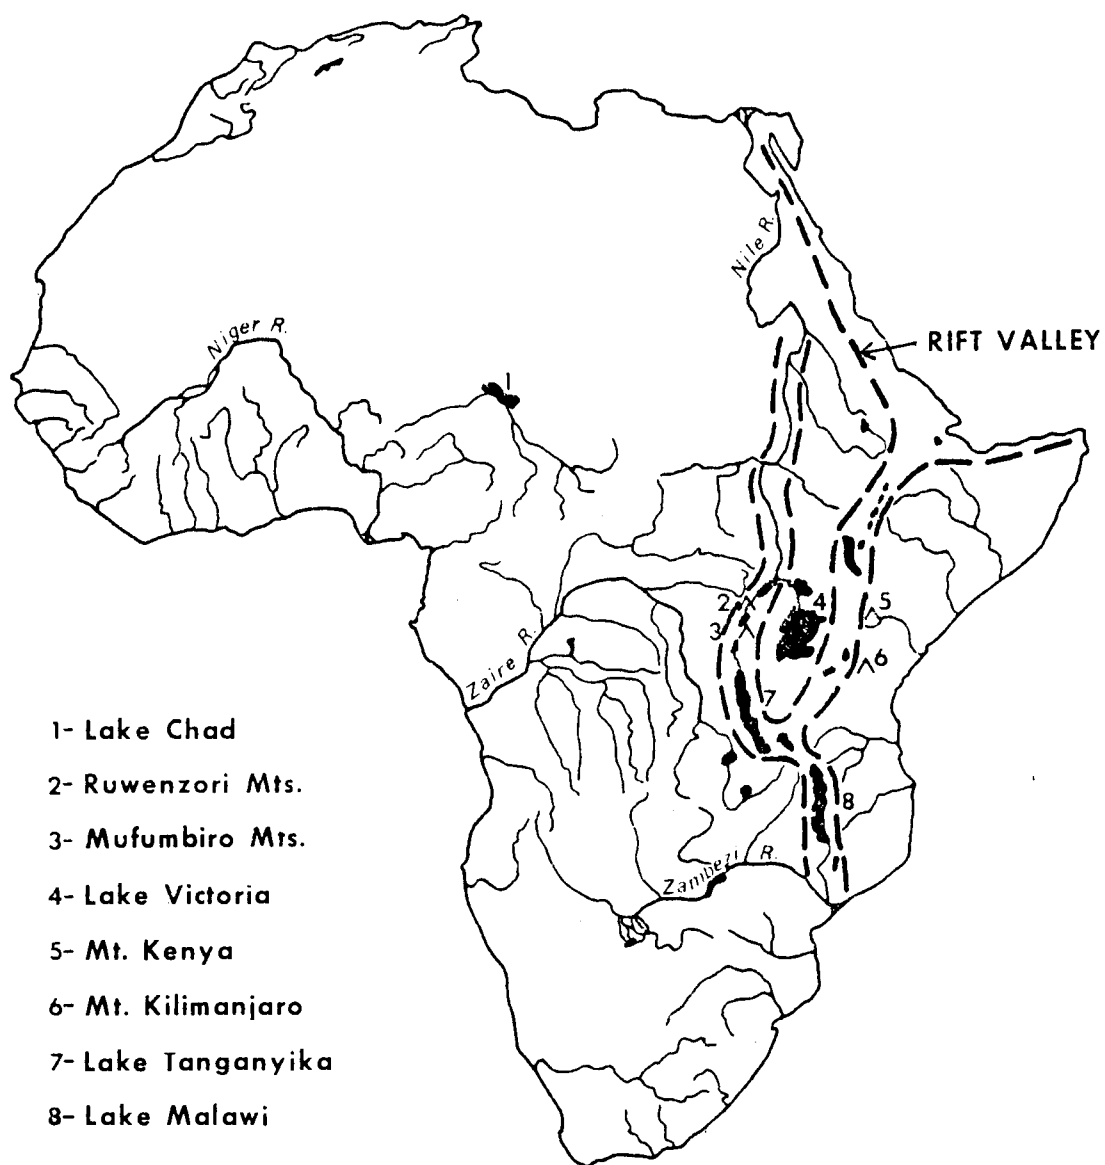 Nile R.
Niger R.
RIFT VALLEY
1
2
4
5
3
6
Zaire R.
7
8
Zambezi R.
1- Lake Chad
2- Ruwenzori Mts.
3- Mufumbiro Mts.
4- Lake Victoria
5- Mt. Kenya
6- Mt. Kilimanjaro
7- Lake Tanganyika
8- Lake Malawi